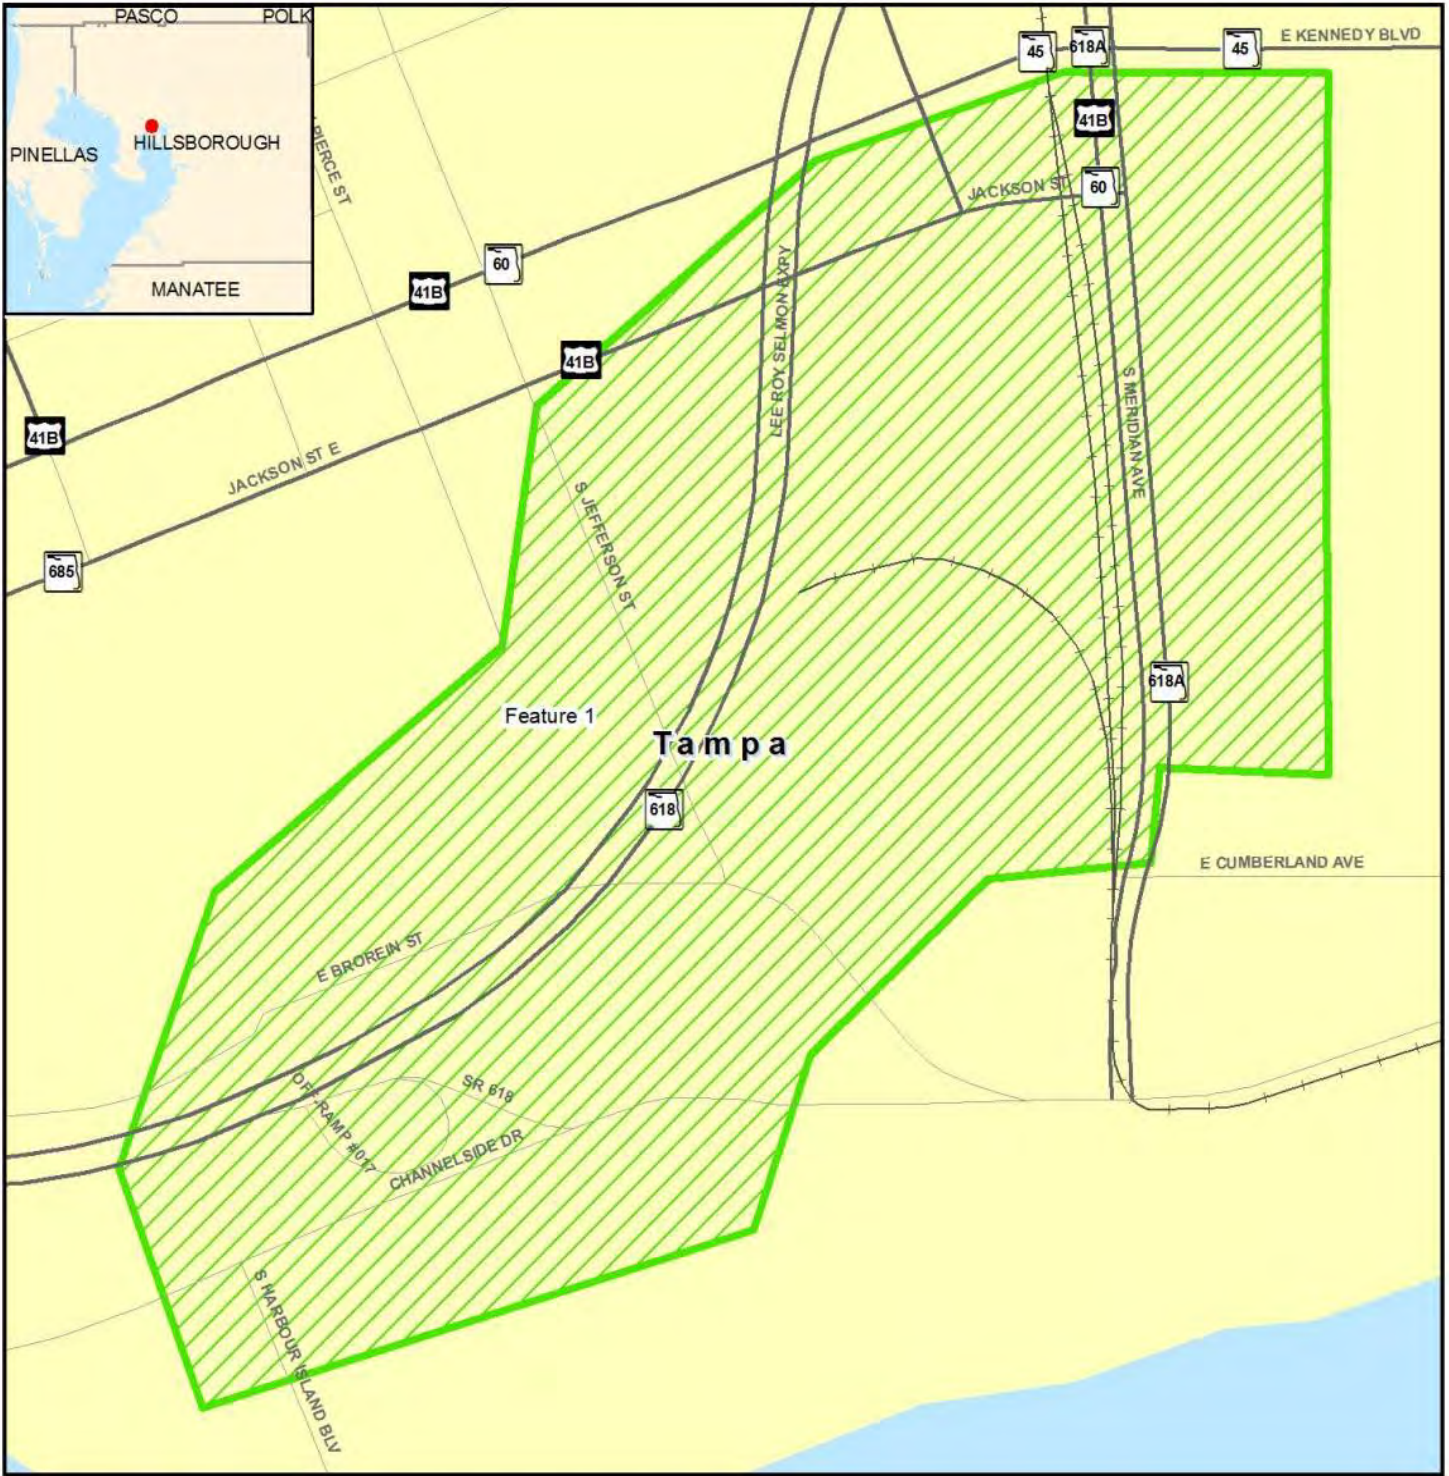 PASCO
POLK
PINELLAS
HILLSBOROUGH
MANATEE
PIERCE ST
45
618A
45
E KENNEDY BLVD
41B
JACKSON ST
60
60
41B
41B
LEE ROY SELMON EXPY
S MERIDIAN AVE
41B
JACKSON ST E
S JEFFERSON ST
685
618A
Feature 1
Tampa
618
E CUMBERLAND AVE
E BROREIN ST
OFF-RAMP #017
SR 618
CHANNELSIDE DR
S HARBOUR ISLAND BLV